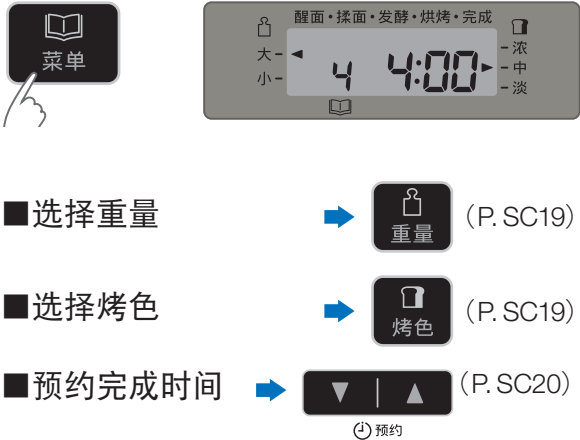 菜单
醒面·揉面·发酵·烘烤·完成
大 4 4:00 浓
小 中
淡
■选择重量 重量 (P. SC19)
■选择烤色 烤色 (P. SC19)
■预约完成时间 (P. SC20)
预约